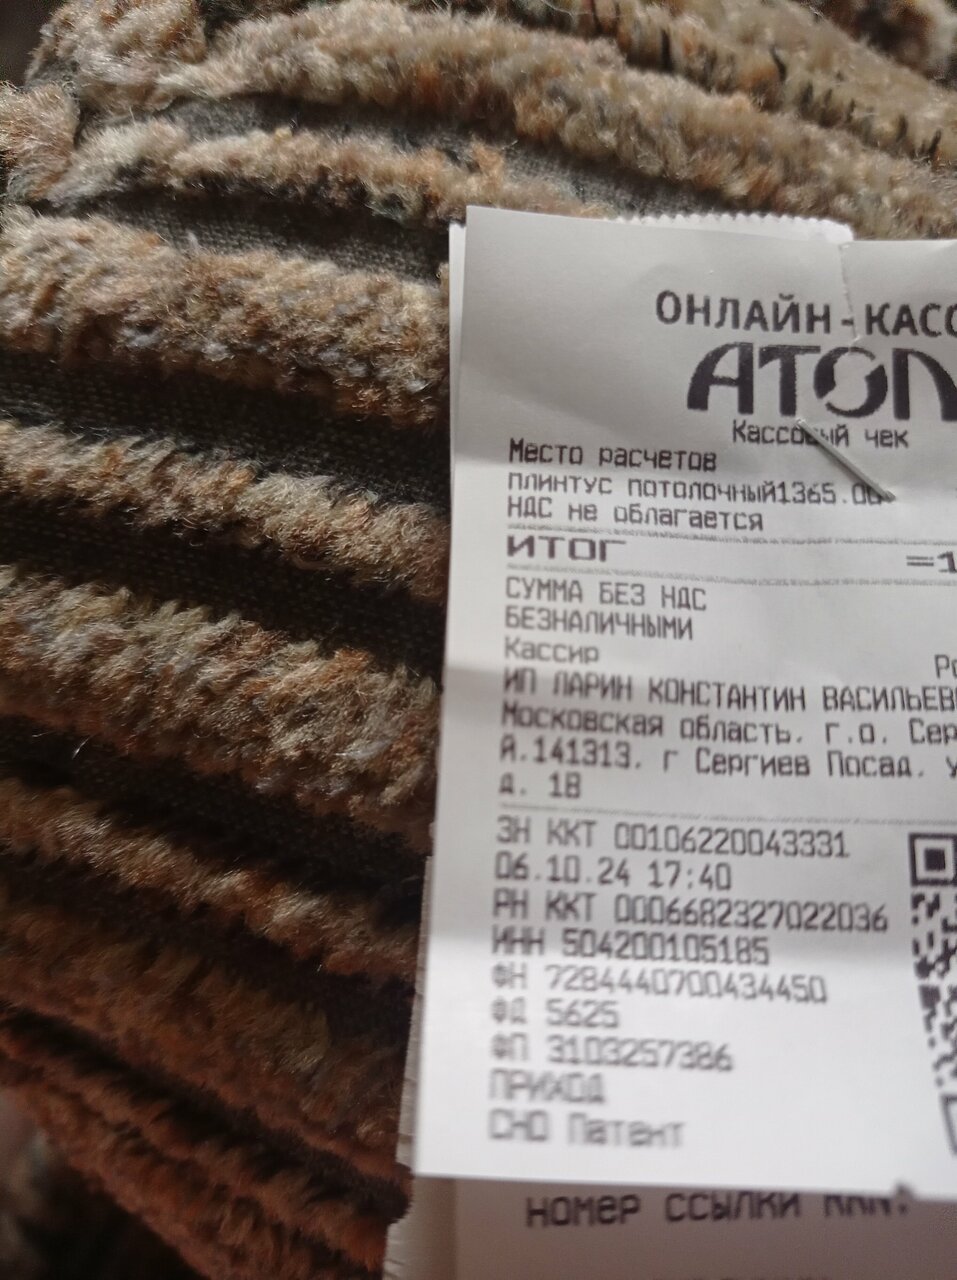 ОНЛАЙН-КАСС
АТОЛ
Кассовый чек
Место расчетов
ПЛИНТУС ПОТОЛОЧНЫЙ1365.00
НДС не облагается
ИТОГ =1
СУММА БЕЗ НДС
БЕЗНАЛИЧНЫМИ
Кассир Ро
ИП ЛАРИН КОНСТАНТИН ВАСИЛЬЕВ
Московская область. г.о. Сер
й.141313. г Сергиев Посад. у
д. 18
ЗН ККТ 00106220043331
06.10.24 17:40
РН ККТ 0006682327022036
ИНН 504200105185
ФН 7284440700434450
ФД 5625
ФП 3103257386
ПРИХОД
СНО Патент
НОМЕР ССЫЛКИ